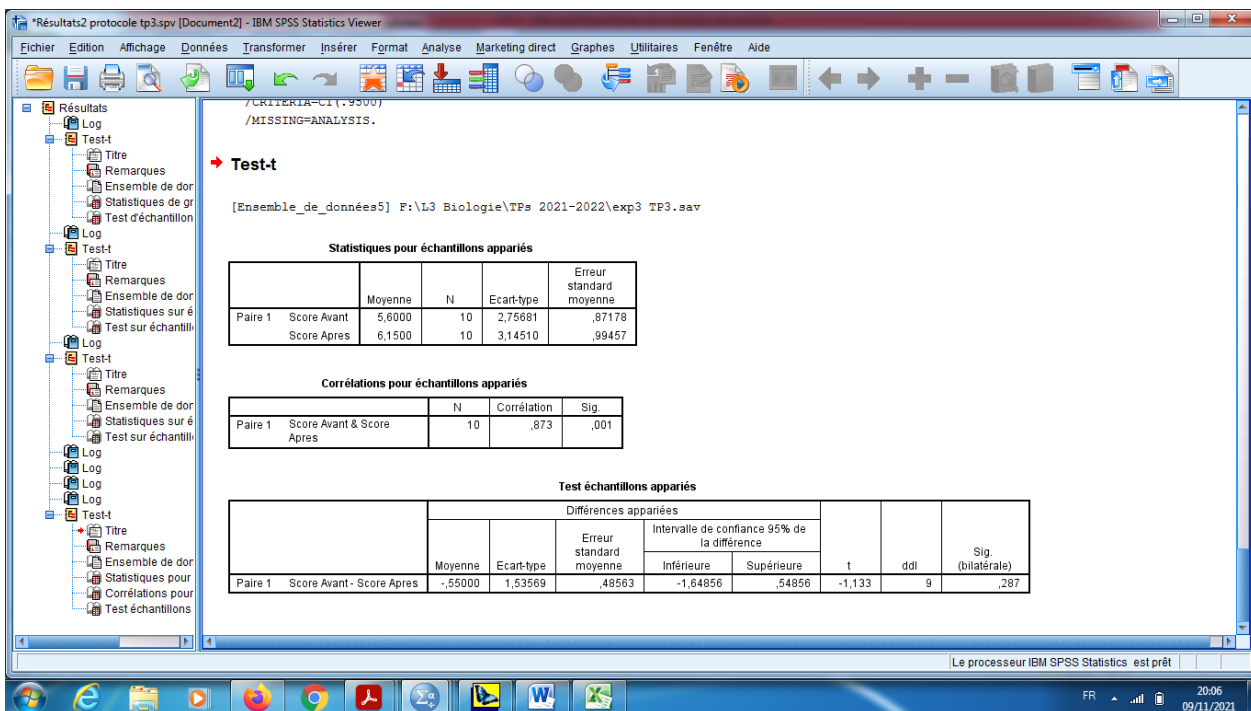 *Résultats2 protocole tp3.spv [Document2] - IBM SPSS Statistics Viewer
Fichier Edition Affichage Données Transformer Insérer Format Analyse Marketing direct Graphes Utilitaires Fenêtre Aide
Résultats
Log
Test-t
Titre
Remarques
Ensemble de dor
Statistiques de gr
Test d'échantillon
Log
Test-t
Titre
Remarques
Ensemble de dor
Statistiques sur é
Test sur échantill
Log
Test-t
Titre
Remarques
Ensemble de dor
Statistiques sur é
Test sur échantill
Log
Log
Log
Log
Test-t
Titre
Remarques
Ensemble de dor
Statistiques pour
Corrélations pour
Test échantillons
/CRITERIA=CI(.9500)
/MISSING=ANALYSIS.
Test-t
[Ensemble_de_données5] F:\L3 Biologie\TPs 2021-2022\exp3 TP3.sav
Statistiques pour échantillons appariés
Moyenne N Ecart-type Erreur standard moyenne
Paire 1 Score Avant 5,6000 10 2,75681 ,87178
Score Apres 6,1500 10 3,14510 ,99457
Corrélations pour échantillons appariés
N Corrélation Sig.
Paire 1 Score Avant & Score Apres 10 ,873 ,001
Test échantillons appariés
Différences appariées
Intervalle de confiance 95% de la différence
Moyenne Ecart-type Erreur standard moyenne Inférieure Supérieure t ddl Sig. (bilatérale)
Paire 1 Score Avant - Score Apres -,55000 1,53569 ,48563 -1,64856 ,54856 -1,133 9 ,287
Le processeur IBM SPSS Statistics est prêt
FR 20:06
09/11/2021